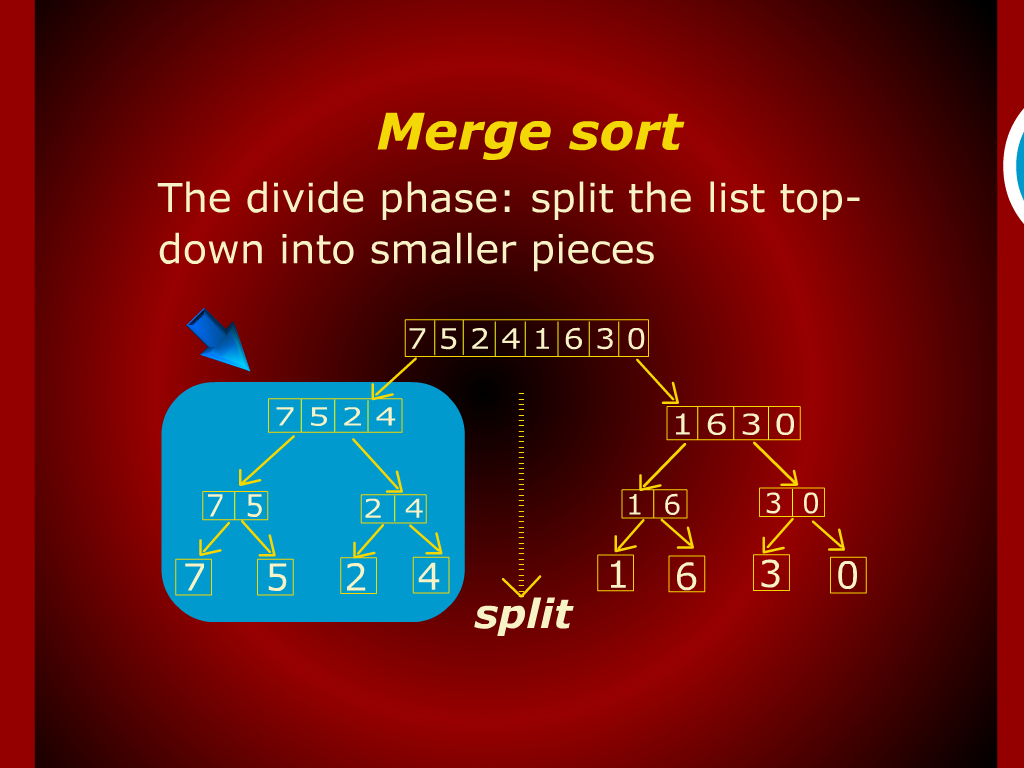 Merge sort
The divide phase: split the list top-
down into smaller pieces
7 5 2 4 1 6 3 0
7 5 2 4
1 6 3 0
7 5
2 4
1 6
3 0
7
5
2
4
1
6
3
0
split